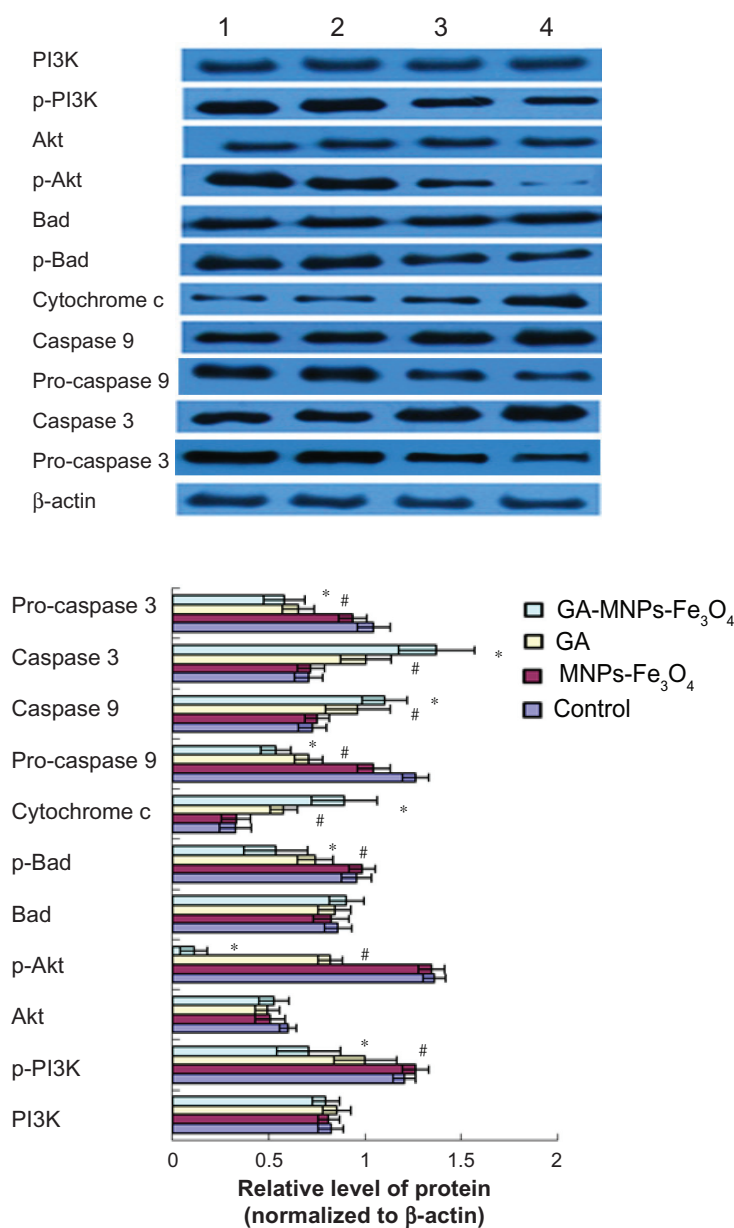 1 2 3 4
PI3K
p-PI3K
Akt
p-Akt
Bad
p-Bad
Cytochrome c
Caspase 9
Pro-caspase 9
Caspase 3
Pro-caspase 3
β-actin
Pro-caspase 3 * #
Caspase 3 * #
Caspase 9 * #
Pro-caspase 9 * #
Cytochrome c * #
p-Bad * #
Bad
p-Akt * #
Akt
p-PI3K * #
PI3K
GA-MNPs-Fe₃O₄
GA
MNPs-Fe₃O₄
Control
0 0.5 1 1.5 2
Relative level of protein
(normalized to β-actin)